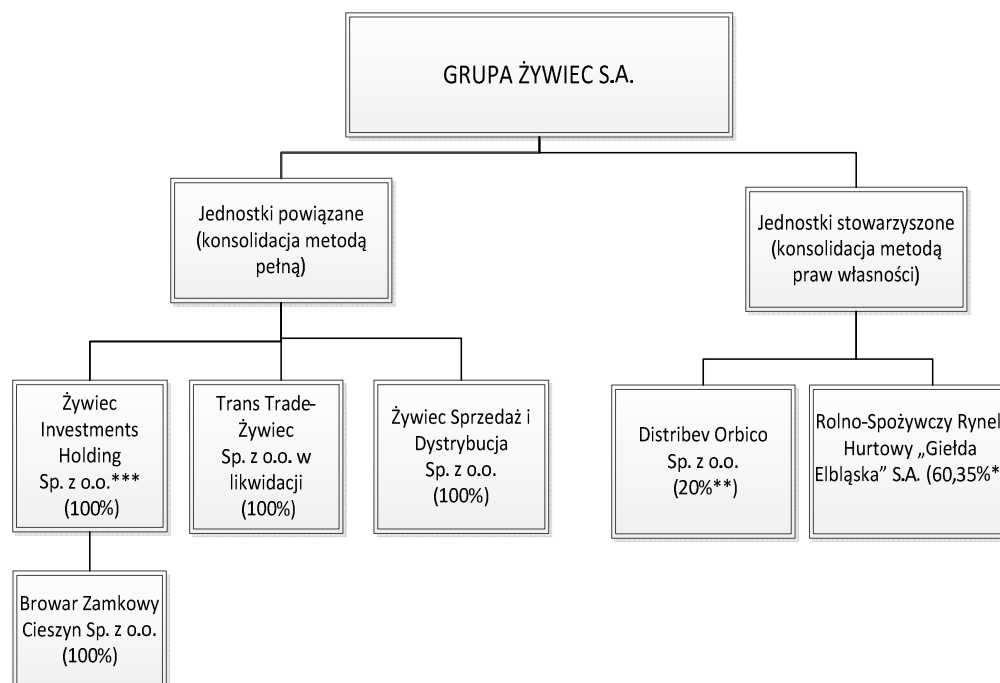 GRUPA ŻYWIEC S.A.
Jednostki powiązane
(konsolidacja metodą
pełną)
Jednostki stowarzyszone
(konsolidacja metodą
praw własności)
Żywiec
Investments
Holding
Sp. z o.o.***
(100%)
Trans Trade-
Żywiec
Sp. z o.o. w
likwidacji
(100%)
Żywiec Sprzedaż i
Dystrybucja
Sp. z o.o.
(100%)
Distribev Orbico
Sp. z o.o.
(20%**)
Rolno-Spożywczy Rynel
Hurtowy „Giełda
Elbląska” S.A. (60,35%*
Browar Zamkowy
Cieszyn Sp. z o.o.
(100%)